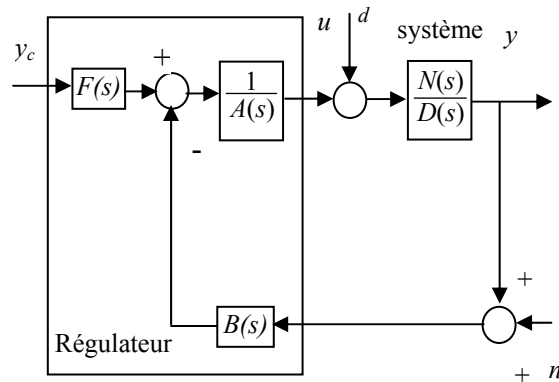 y_c
F(s)
+
-
1
A(s)
u
d
système
y
N(s)
D(s)
+
+ n
B(s)
Régulateur